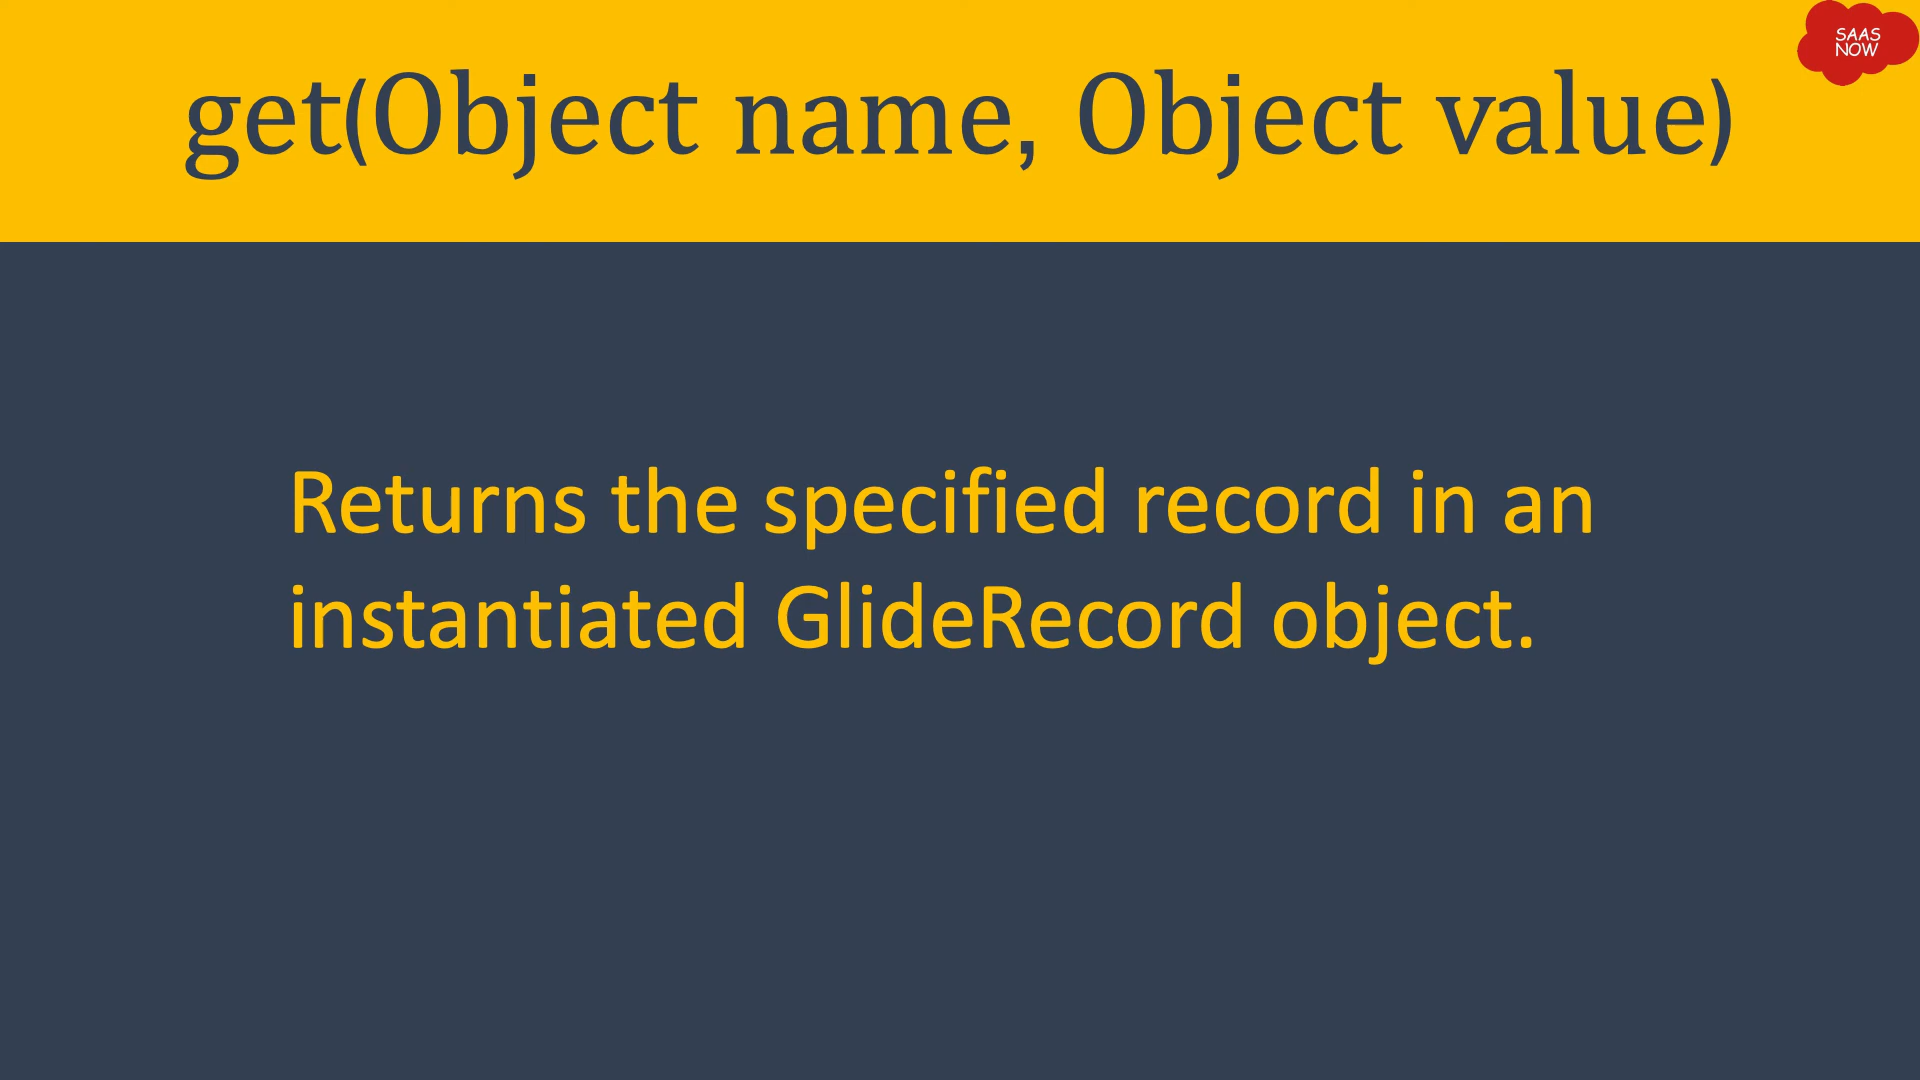 SAAS
NOW
get(Object name, Object value)
Returns the specified record in an
instantiated GlideRecord object.